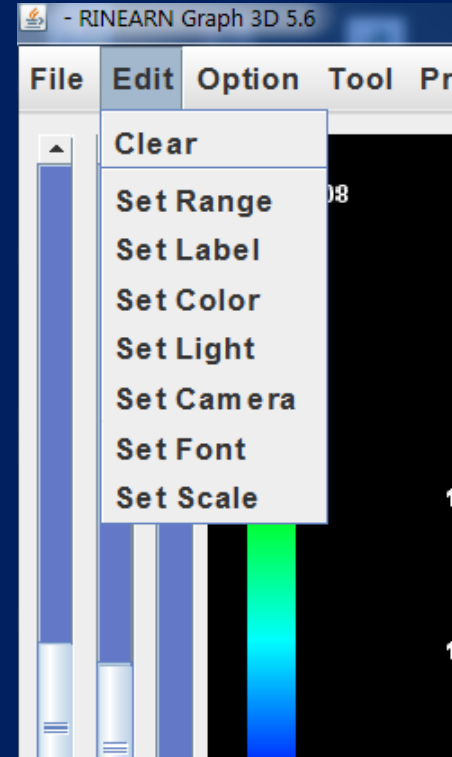 - RINEARN Graph 3D 5.6
File Edit Option Tool Pr
Clear
Set Range
Set Label
Set Color
Set Light
Set Camera
Set Font
Set Scale